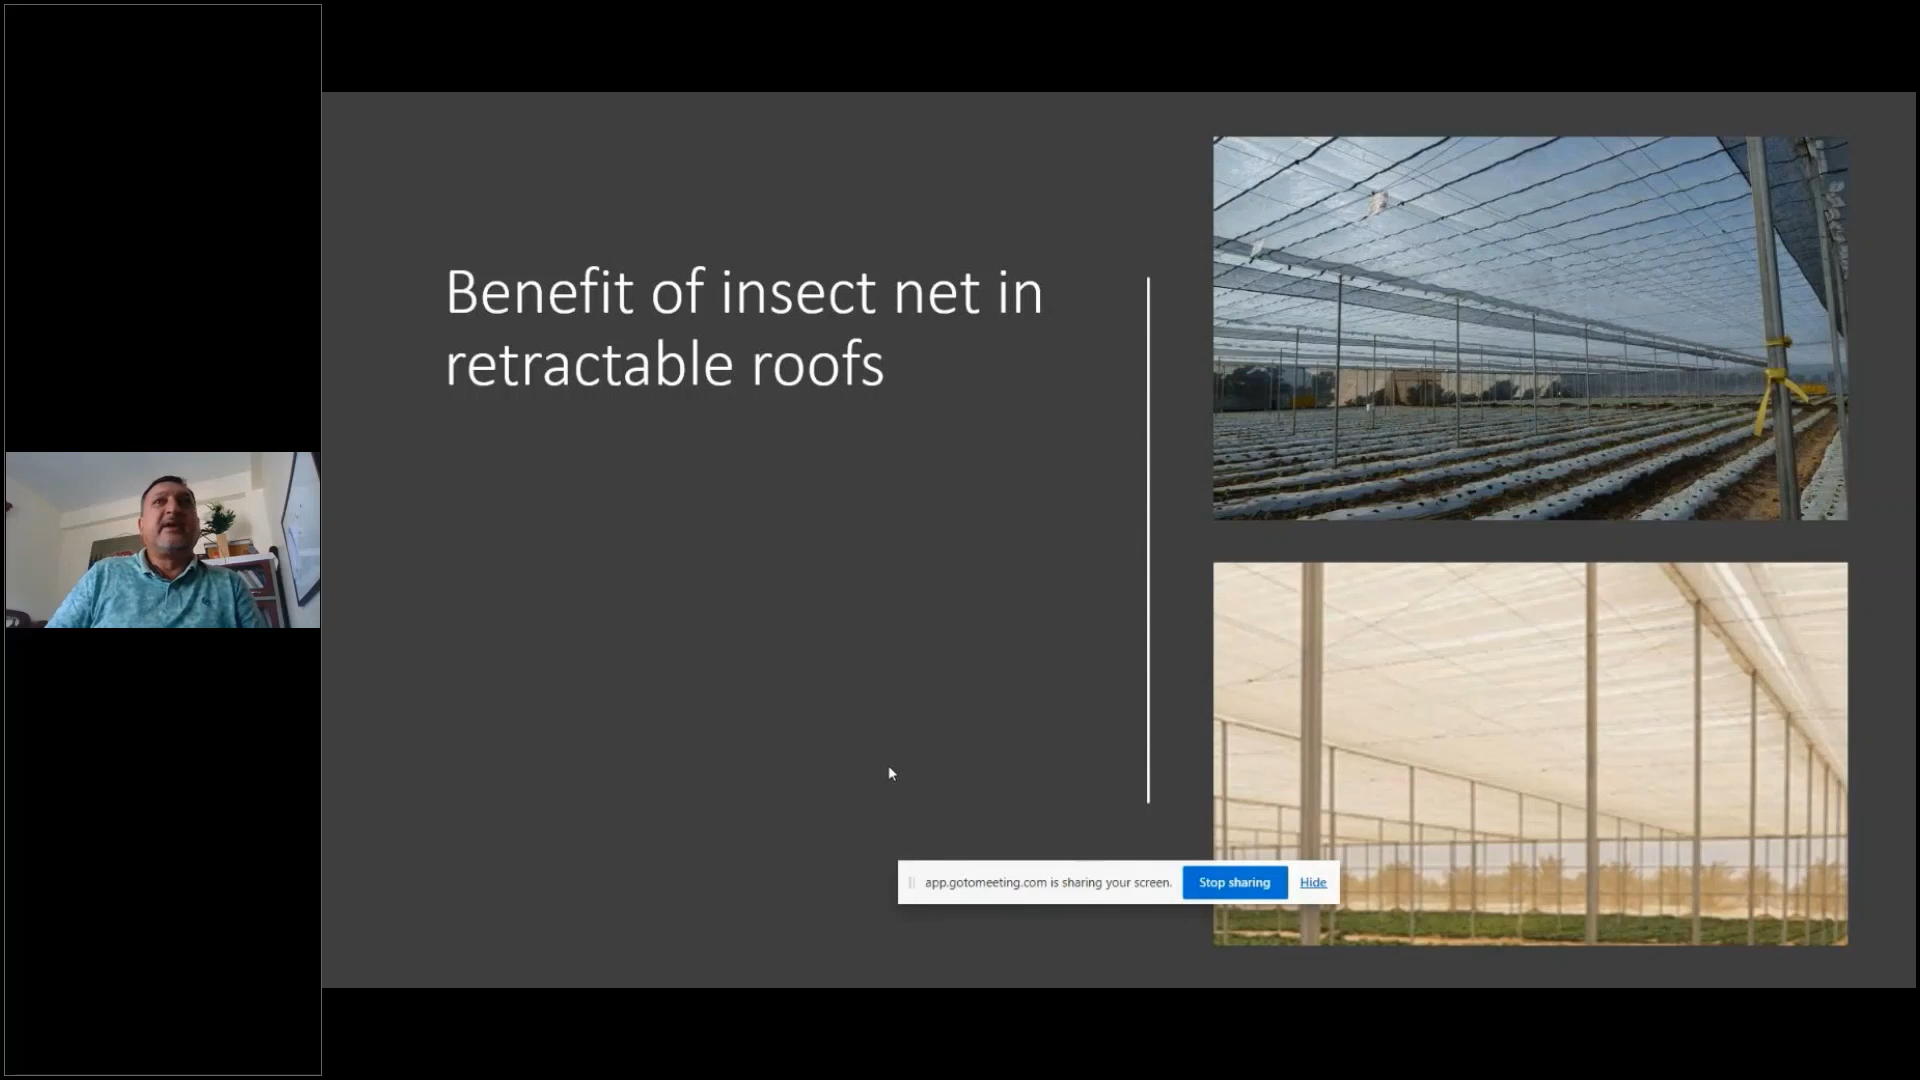 Benefit of insect net in
retractable roofs
app.gotomeeting.com is sharing your screen.
Stop sharing
Hide